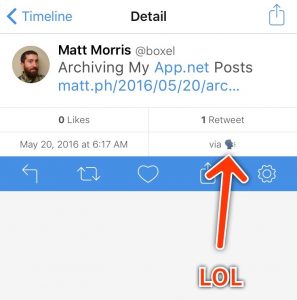 Timeline
Detail
Matt Morris @boxel
Archiving My App.net Posts
matt.ph/2016/05/20/arc...
0 Likes
1 Retweet
May 20, 2016 at 6:17 AM
via 🗣
LOL